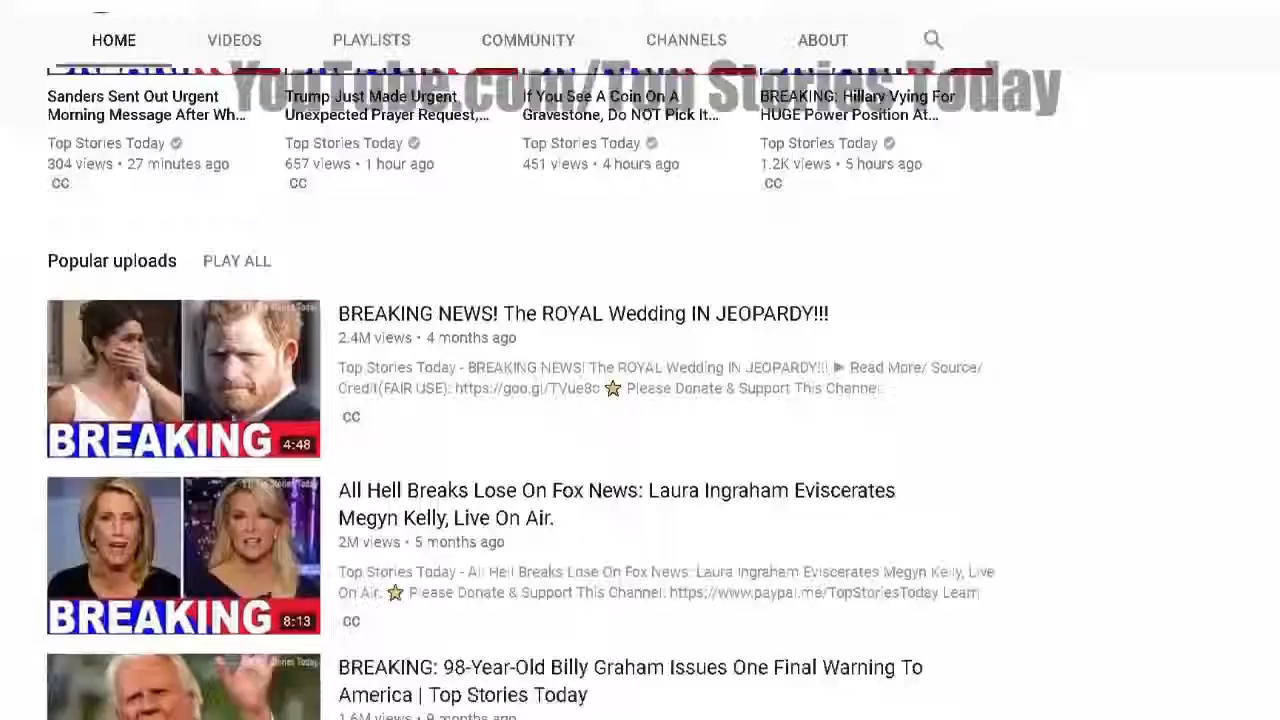 HOME VIDEOS PLAYLISTS COMMUNITY CHANNELS ABOUT
YouTube.com/Top Stories Today
Sanders Sent Out Urgent
Morning Message After Wh...
Top Stories Today
304 views • 27 minutes ago
CC
Trump Just Made Urgent
Unexpected Prayer Request,...
Top Stories Today
657 views • 1 hour ago
CC
If You See A Coin On A
Gravestone, Do NOT Pick It...
Top Stories Today
451 views • 4 hours ago
BREAKING: Hillary Vying For
HUGE Power Position At...
Top Stories Today
1.2K views • 5 hours ago
CC
Popular uploads PLAY ALL
BREAKING NEWS! The ROYAL Wedding IN JEOPARDY!!!
2.4M views • 4 months ago
Top Stories Today - BREAKING NEWS! The ROYAL Wedding IN JEOPARDY!!! ► Read More/ Source/
Credit(FAIR USE): https://goo.gl/TVue8c ⭐ Please Donate & Support This Channel
CC
BREAKING 4:48
All Hell Breaks Lose On Fox News: Laura Ingraham Eviscerates
Megyn Kelly, Live On Air.
2M views • 5 months ago
Top Stories Today - All Hell Breaks Lose On Fox News: Laura Ingraham Eviscerates Megyn Kelly, Live
On Air. ⭐ Please Donate & Support This Channel: https://www.paypal.me/TopStoriesToday Learn
CC
BREAKING 8:13
BREAKING: 98-Year-Old Billy Graham Issues One Final Warning To
America | Top Stories Today
1.6M views • 9 months ago